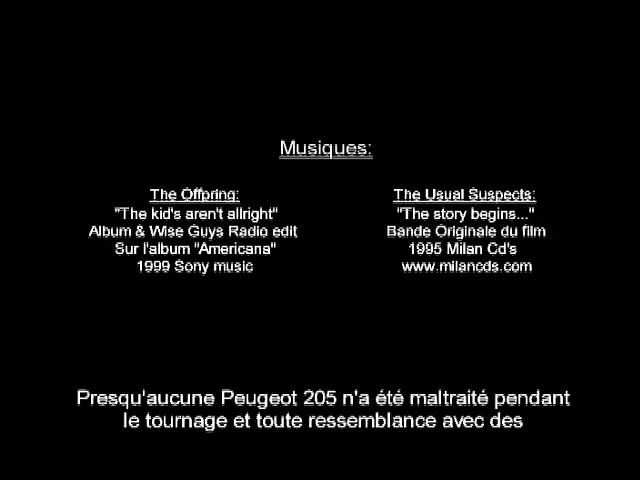 Musiques:
The Offpring:
"The kid's aren't allright"
Album & Wise Guys Radio edit
Sur l'album "Americana"
1999 Sony music
The Usual Suspects:
"The story begins..."
Bande Originale du film
1995 Milan Cd's
www.milancds.com
Presqu'aucune Peugeot 205 n'a été maltraité pendant
le tournage et toute ressemblance avec des